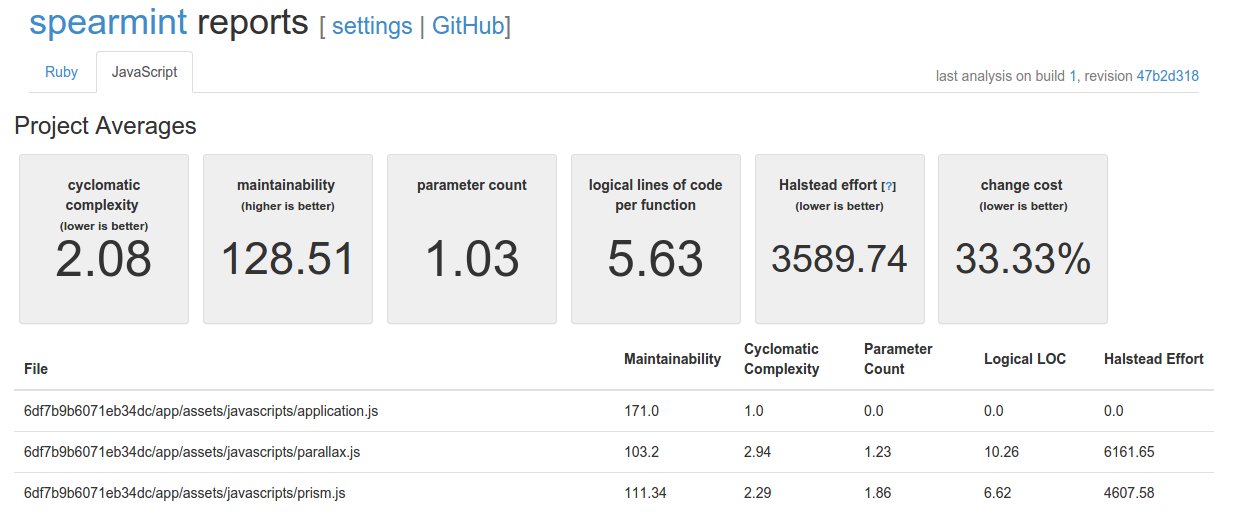 spearmint reports [ settings | GitHub]
Ruby JavaScript last analysis on build 1, revision 47b2d318
Project Averages
cyclomatic complexity (lower is better) 2.08
maintainability (higher is better) 128.51
parameter count 1.03
logical lines of code per function 5.63
Halstead effort [?] (lower is better) 3589.74
change cost (lower is better) 33.33%
File Maintainability Cyclomatic Complexity Parameter Count Logical LOC Halstead Effort
6df7b9b6071eb34dc/app/assets/javascripts/application.js 171.0 1.0 0.0 0.0 0.0
6df7b9b6071eb34dc/app/assets/javascripts/parallax.js 103.2 2.94 1.23 10.26 6161.65
6df7b9b6071eb34dc/app/assets/javascripts/prism.js 111.34 2.29 1.86 6.62 4607.58